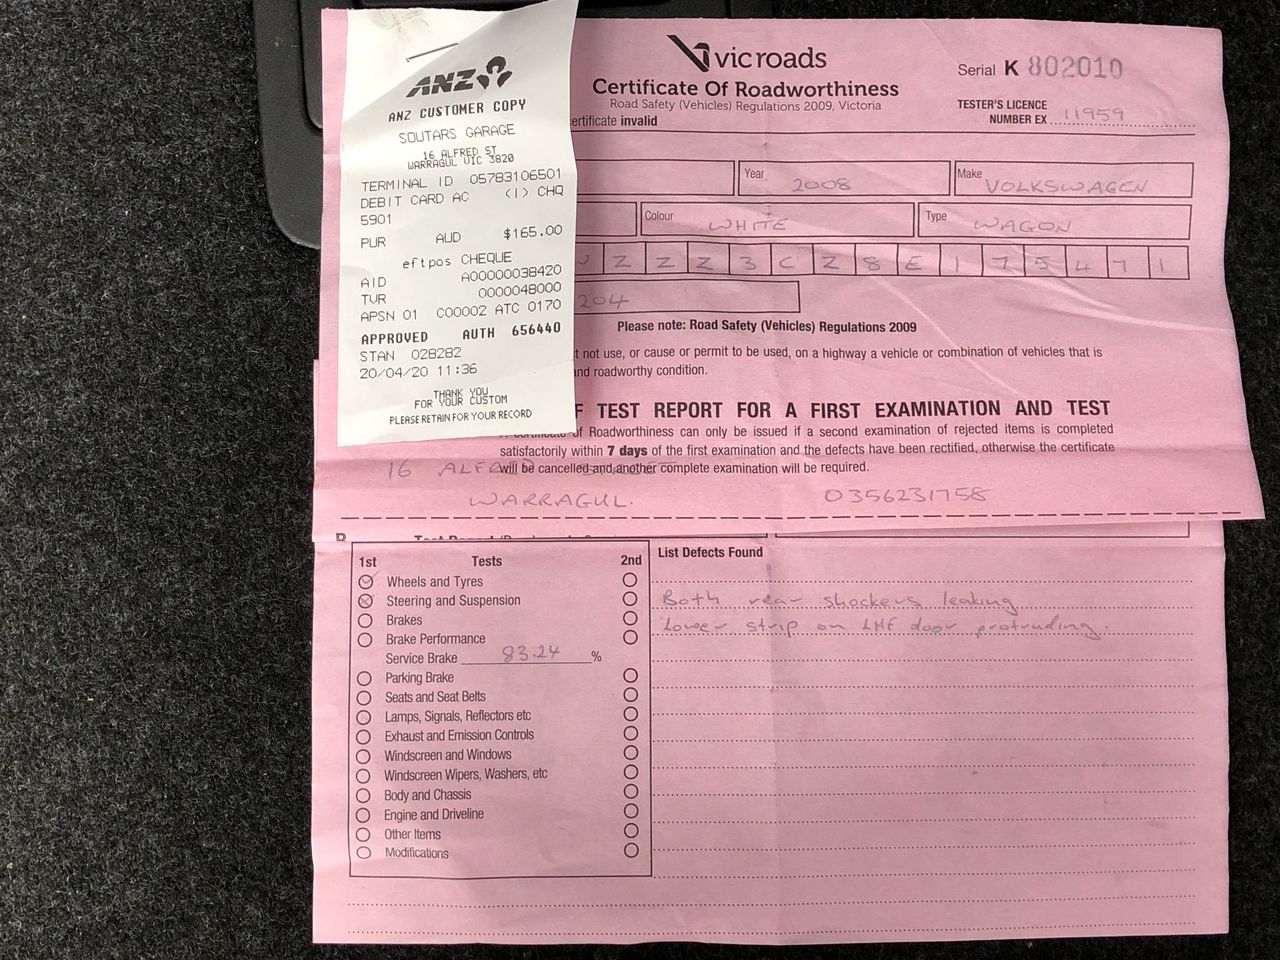 ANZ
ANZ CUSTOMER COPY
SOUTARS GARAGE
16 ALFRED ST
WARRAGUL VIC 3820
TERMINAL ID 05783106501
DEBIT CARD AC (1) CHQ
5901
PUR AUD $165.00
eftpos CHEQUE
AID A00000038420
TVR 0000048000
APSN 01 C00002 ATC 0170
APPROVED AUTH 656440
STAN 028282
20/04/20 11:36
THANK YOU
FOR YOUR CUSTOM
PLEASE RETAIN FOR YOUR RECORD
vicroads
Certificate Of Roadworthiness
Road Safety (Vehicles) Regulations 2009, Victoria
Serial K 802010
TESTER'S LICENCE
NUMBER EX 11959
certificate invalid
Year 2008
Make VOLKSWAGEN
Colour WHITE
Type WAGON
Z Z Z 3 C Z 8 E 1 7 5 4 7 1
204
Please note: Road Safety (Vehicles) Regulations 2009
t not use, or cause or permit to be used, on a highway a vehicle or combination of vehicles that is
nd roadworthy condition.
F TEST REPORT FOR A FIRST EXAMINATION AND TEST
of Roadworthiness can only be issued if a second examination of rejected items is completed
satisfactorily within 7 days of the first examination and the defects have been rectified, otherwise the certificate
will be cancelled and another complete examination will be required.
16 ALFRED
WARRAGUL. 0356231758
1st Tests 2nd
Wheels and Tyres
Steering and Suspension
Brakes
Brake Performance
Service Brake 83.24 %
Parking Brake
Seats and Seat Belts
Lamps, Signals, Reflectors etc
Exhaust and Emission Controls
Windscreen and Windows
Windscreen Wipers, Washers, etc
Body and Chassis
Engine and Driveline
Other Items
Modifications
List Defects Found
Both rear shockers leaking
Lower strip on LHF door protruding.